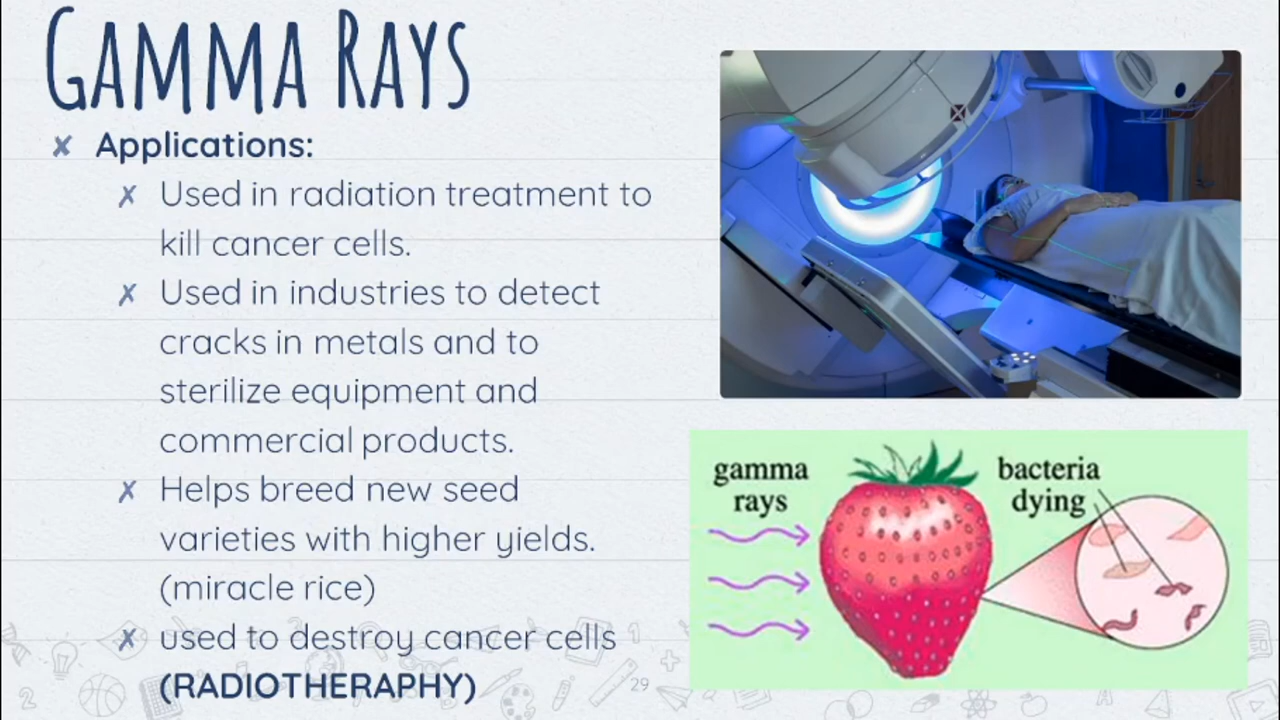 GAMMA RAYS
✘ Applications:
✘ Used in radiation treatment to
kill cancer cells.
✘ Used in industries to detect
cracks in metals and to
sterilize equipment and
commercial products.
✘ Helps breed new seed
varieties with higher yields.
(miracle rice)
✘ used to destroy cancer cells
(RADIOTHERAPHY)
gamma
rays
bacteria
dying
29